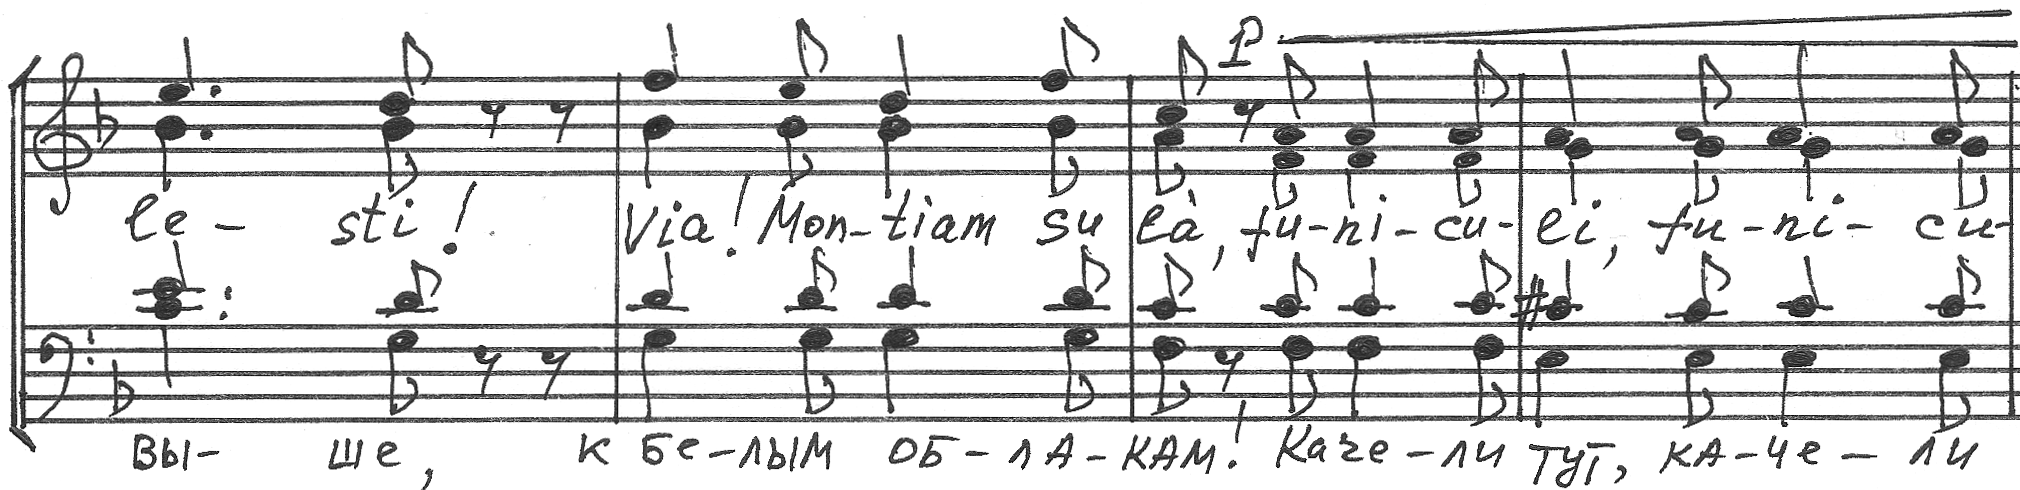 P
le- sti! Via! Mon-tiam su là, fu-ni-cu-li, fu-ni-cu-
вы- ше, к бе-лым об-ла-кам! Каче-ли тут, ка-че-ли